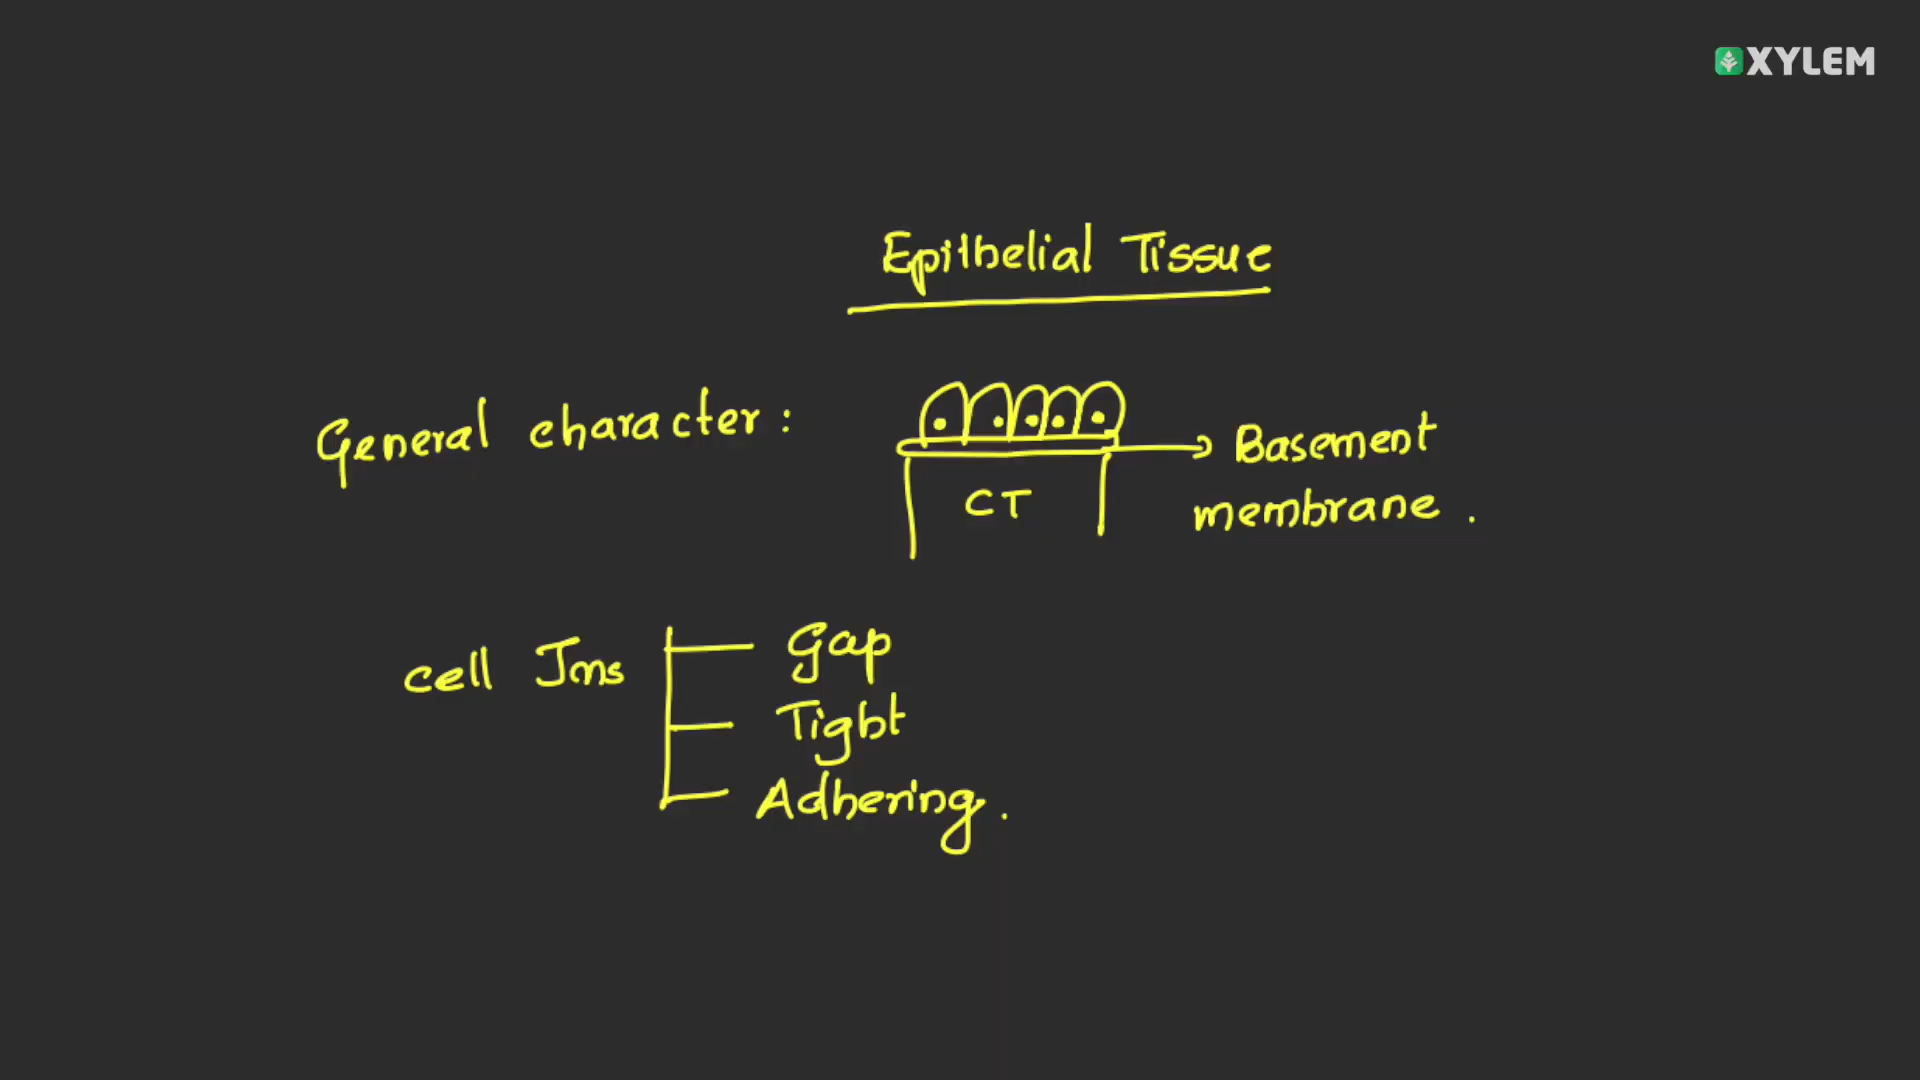 XYLEM
Epithelial Tissue
General character:
CT
Basement
membrane.
cell Jns
Gap
Tight
Adhering.